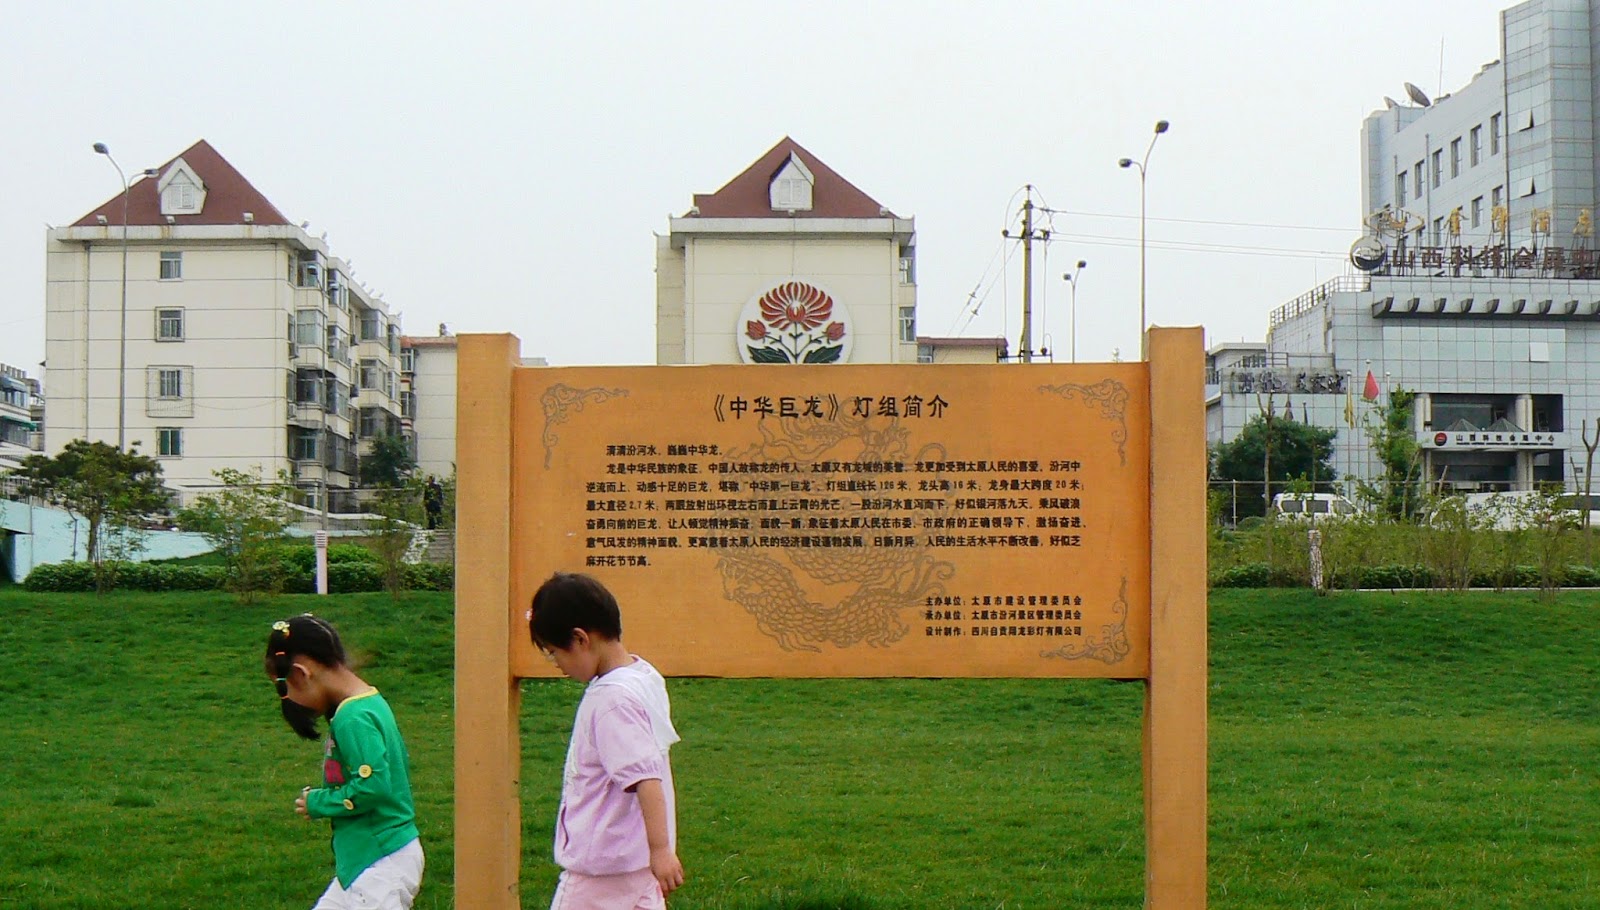 山西科技会展中
山西科技会展中心
《中华巨龙》灯组简介
清清汾河水，巍巍中华龙。
龙是中华民族的象征，中国人故称龙的传人。太原又有龙城的美誉，龙更加受到太原人民的喜爱。汾河中
逆流而上、动感十足的巨龙，堪称“中华第一巨龙”。灯组直线长126米，龙头高16米；龙身最大跨度20米；
最大直径2.7米，两眼放射出环视左右而直上云霄的光芒，一股汾河水直泻而下，好似银河落九天，乘风破浪
奋勇向前的巨龙，让人顿觉精神振奋，面貌一新，象征着太原人民在市委、市政府的正确领导下，激扬奋进、
意气风发的精神面貌。更寓意着太原人民的经济建设蓬勃发展，日新月异，人民的生活水平不断改善，好似芝
麻开花节节高。
主办单位：太原市建设管理委员会
承办单位：太原市汾河景区管理委员会
设计制作：四川自贡翔龙彩灯有限公司